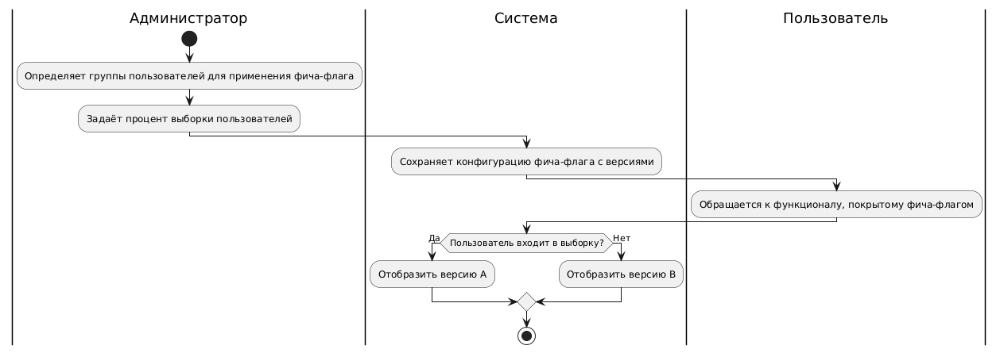 Администратор
Система
Пользователь
Определяет группы пользователей для применения фича-флага
Задаёт процент выборки пользователей
Сохраняет конфигурацию фича-флага с версиями
Обращается к функционалу, покрытому фича-флагом
Да
Пользователь входит в выборку?
Нет
Отобразить версию A
Отобразить версию B